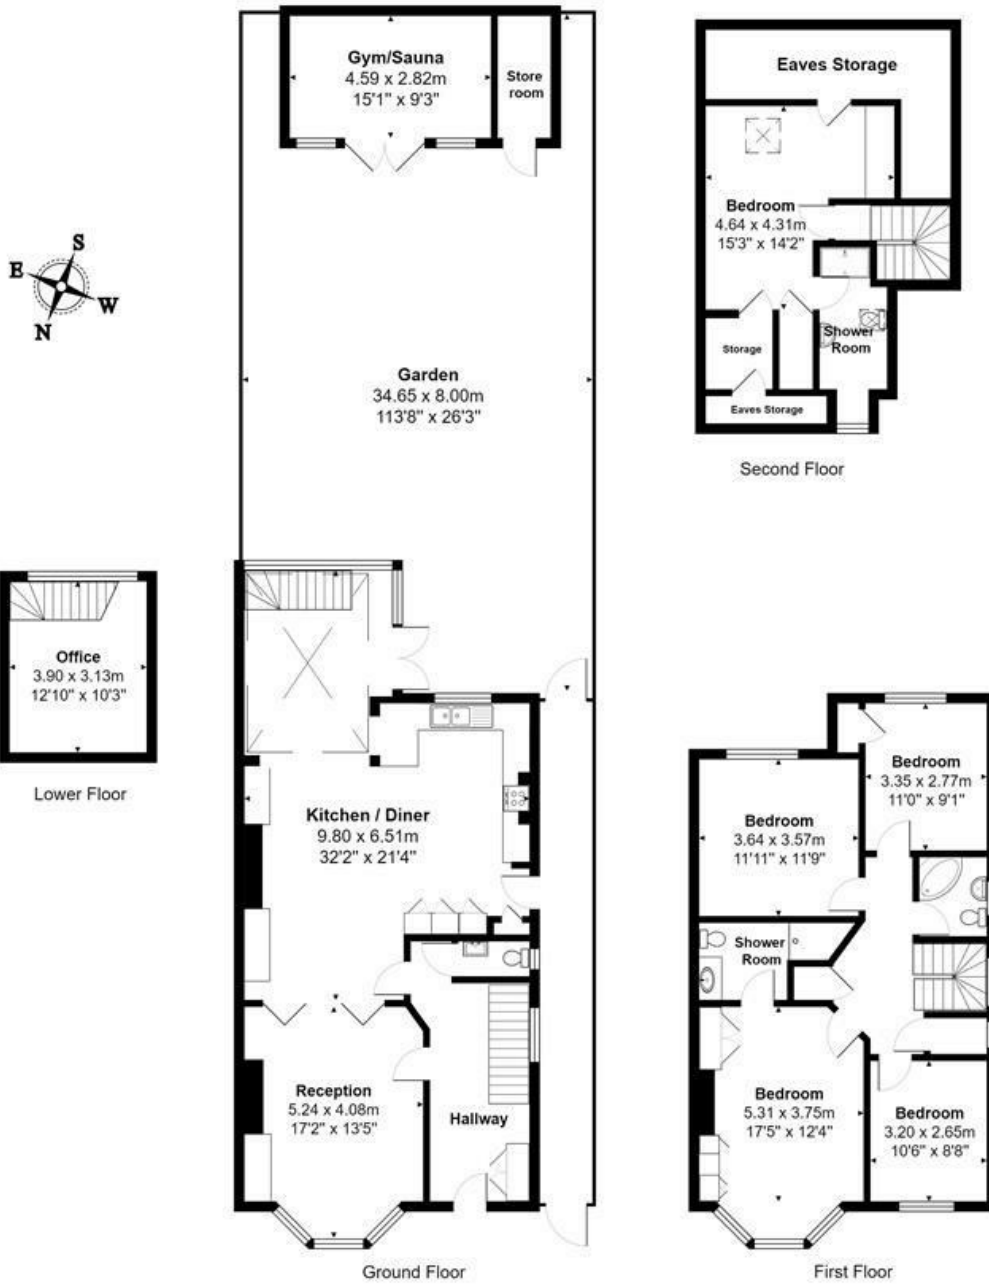 Gym/Sauna
4.59 x 2.82m
15'1" x 9'3"
Store
room
Eaves Storage
Bedroom
4.64 x 4.31m
15'3" x 14'2"
Shower
Room
Storage
Eaves Storage
Second Floor
S
E
W
N
Garden
34.65 x 8.00m
113'8" x 26'3"
Office
3.90 x 3.13m
12'10" x 10'3"
Lower Floor
Kitchen / Diner
9.80 x 6.51m
32'2" x 21'4"
Reception
5.24 x 4.08m
17'2" x 13'5"
Hallway
Ground Floor
Bedroom
3.35 x 2.77m
11'0" x 9'1"
Bedroom
3.64 x 3.57m
11'11" x 11'9"
Shower
Room
Bedroom
5.31 x 3.75m
17'5" x 12'4"
Bedroom
3.20 x 2.65m
10'6" x 8'8"
First Floor